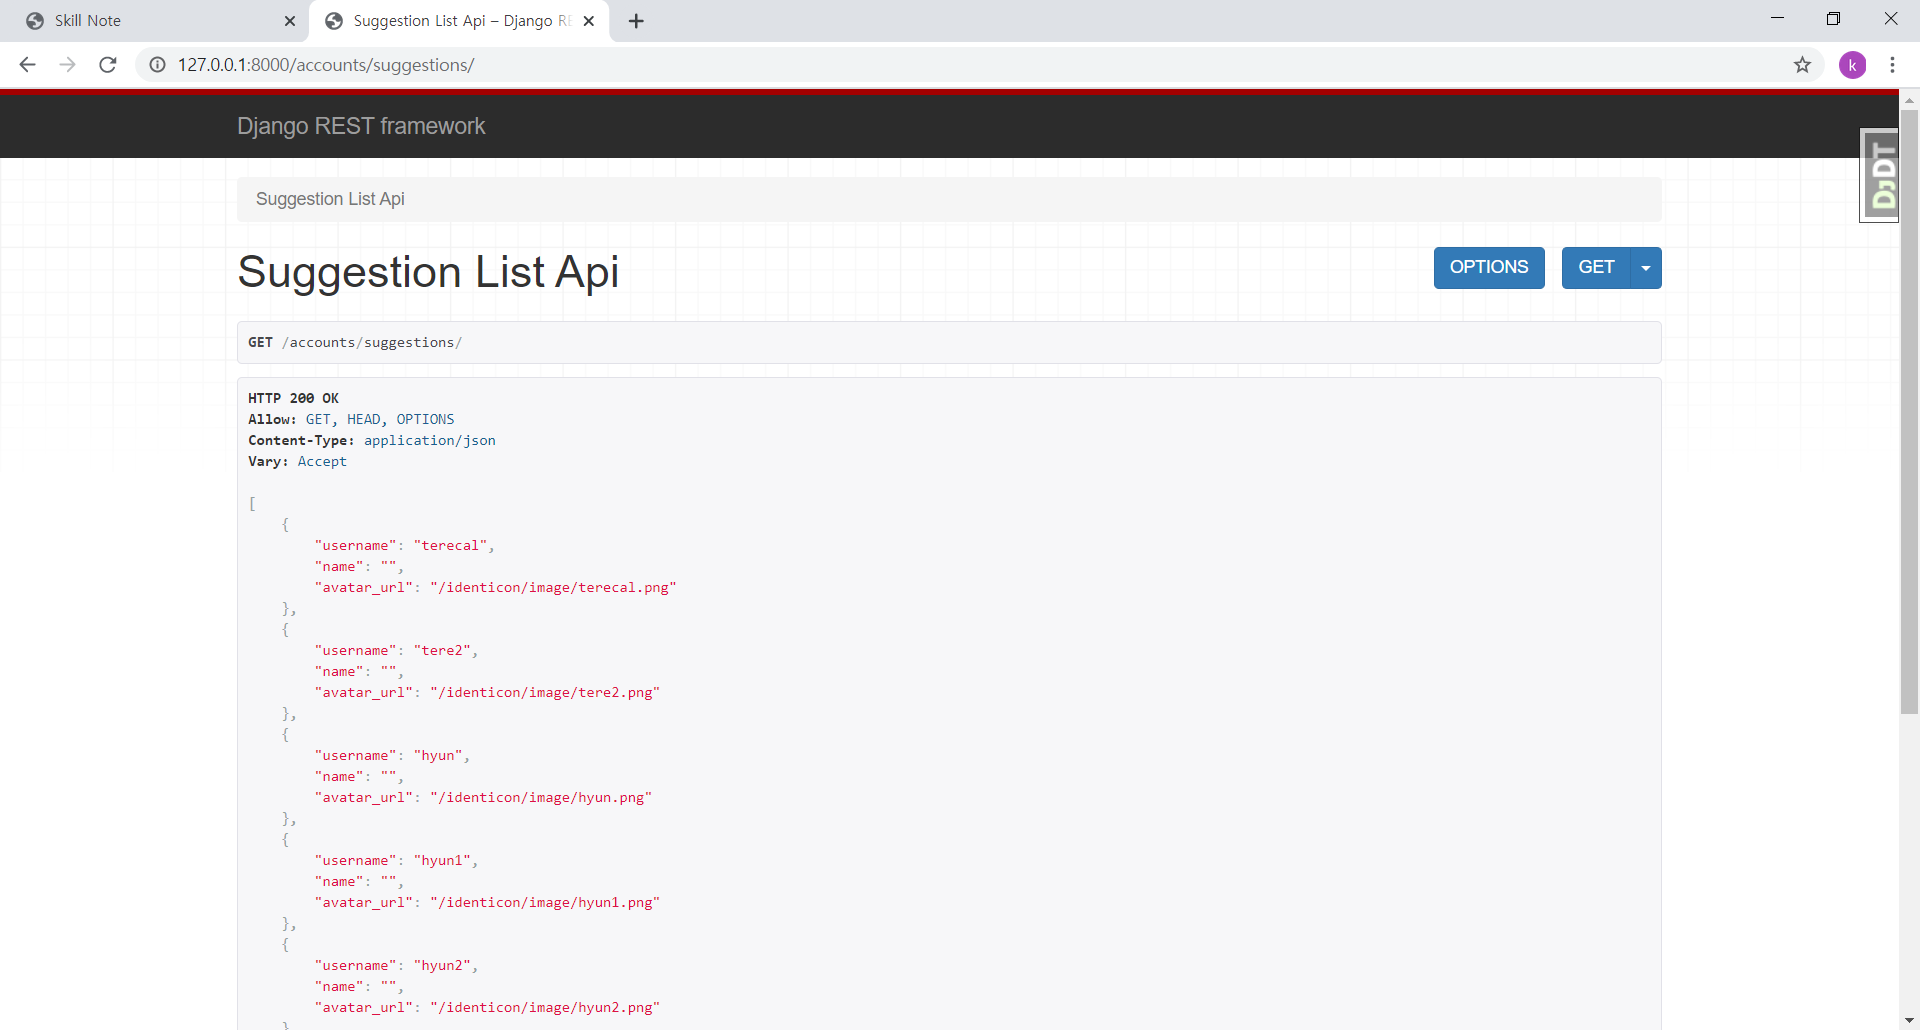 Skill Note
Suggestion List Api – Django RE
127.0.0.1:8000/accounts/suggestions/
k
Django REST framework
DjDT
Suggestion List Api
Suggestion List Api
OPTIONS
GET
GET /accounts/suggestions/
HTTP 200 OK
Allow: GET, HEAD, OPTIONS
Content-Type: application/json
Vary: Accept
[
    {
        "username": "terecal",
        "name": "",
        "avatar_url": "/identicon/image/terecal.png"
    },
    {
        "username": "tere2",
        "name": "",
        "avatar_url": "/identicon/image/tere2.png"
    },
    {
        "username": "hyun",
        "name": "",
        "avatar_url": "/identicon/image/hyun.png"
    },
    {
        "username": "hyun1",
        "name": "",
        "avatar_url": "/identicon/image/hyun1.png"
    },
    {
        "username": "hyun2",
        "name": "",
        "avatar_url": "/identicon/image/hyun2.png"
    }